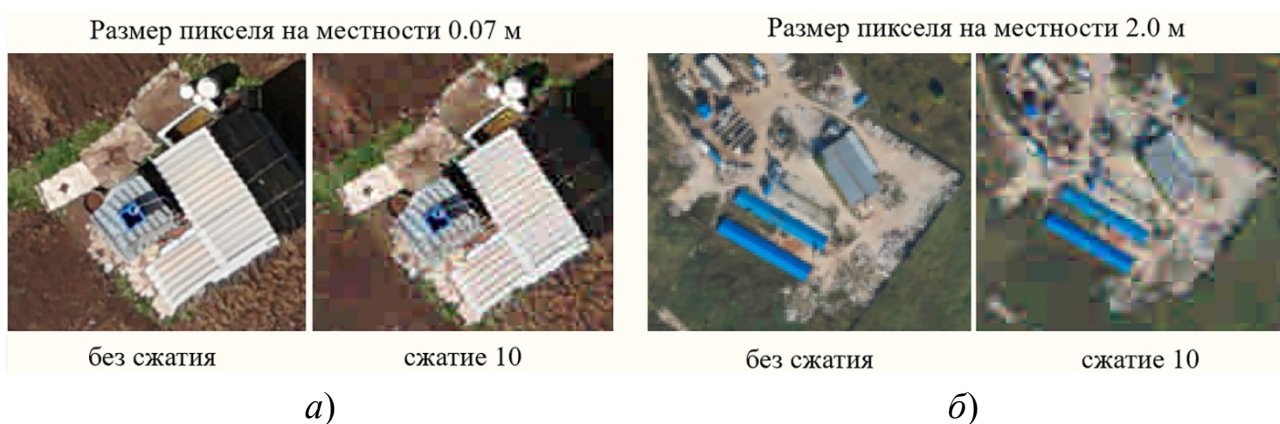 Размер пикселя на местности 0.07 м
Размер пикселя на местности 2.0 м
без сжатия
сжатие 10
без сжатия
сжатие 10
а)
б)